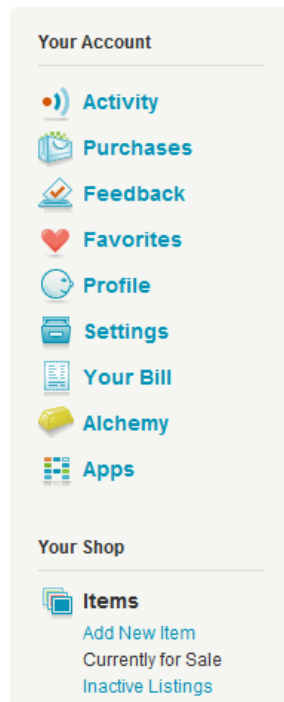 Your Account
Activity
Purchases
Feedback
Favorites
Profile
Settings
Your Bill
Alchemy
Apps
Your Shop
Items
Add New Item
Currently for Sale
Inactive Listings